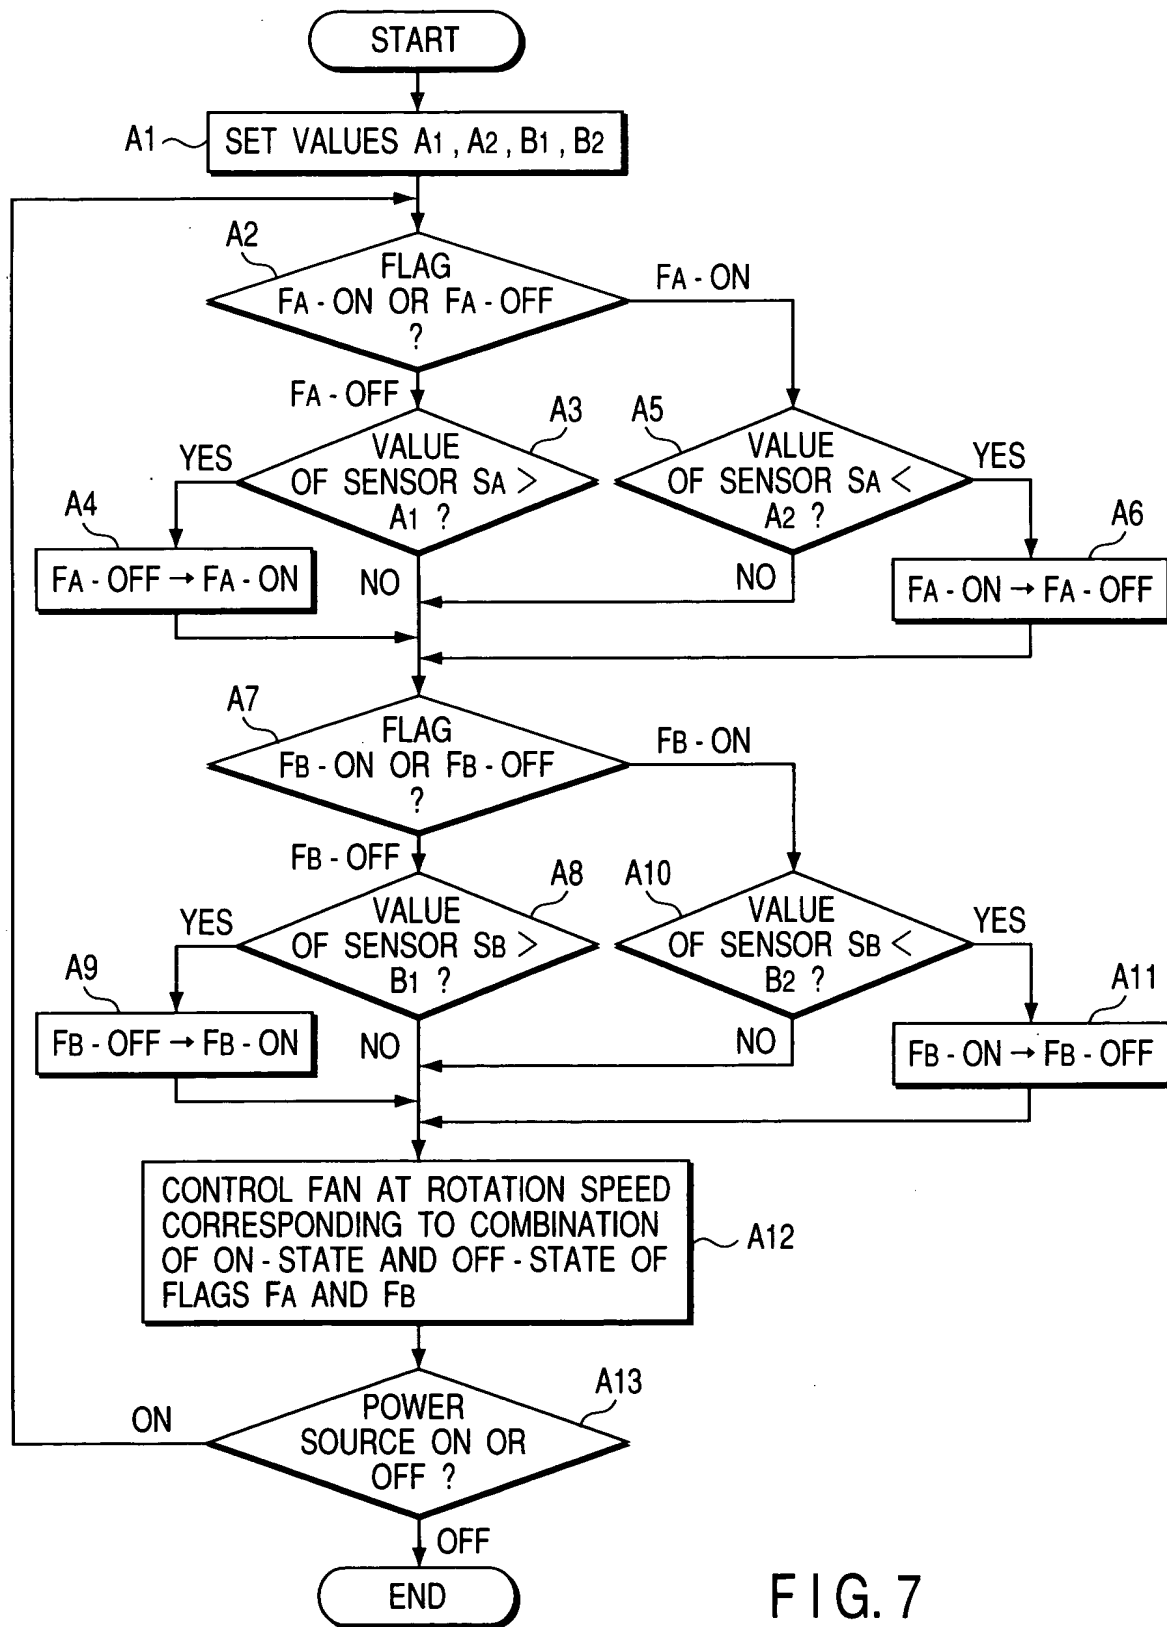 START
A1
SET VALUES A1, A2, B1, B2
A2
FLAG
FA-ON OR FA-OFF
?
FA-ON
FA-OFF
A3
VALUE
OF SENSOR SA >
A1 ?
YES
A5
VALUE
OF SENSOR SA <
A2 ?
YES
A4
FA-OFF → FA-ON
NO
NO
A6
FA-ON → FA-OFF
A7
FLAG
FB-ON OR FB-OFF
?
FB-ON
FB-OFF
A8
VALUE
OF SENSOR SB >
B1 ?
YES
A10
VALUE
OF SENSOR SB <
B2 ?
YES
A9
FB-OFF → FB-ON
NO
NO
A11
FB-ON → FB-OFF
CONTROL FAN AT ROTATION SPEED
CORRESPONDING TO COMBINATION
OF ON-STATE AND OFF-STATE OF
FLAGS FA AND FB
A12
A13
POWER
SOURCE ON OR
OFF ?
ON
OFF
END
FIG. 7